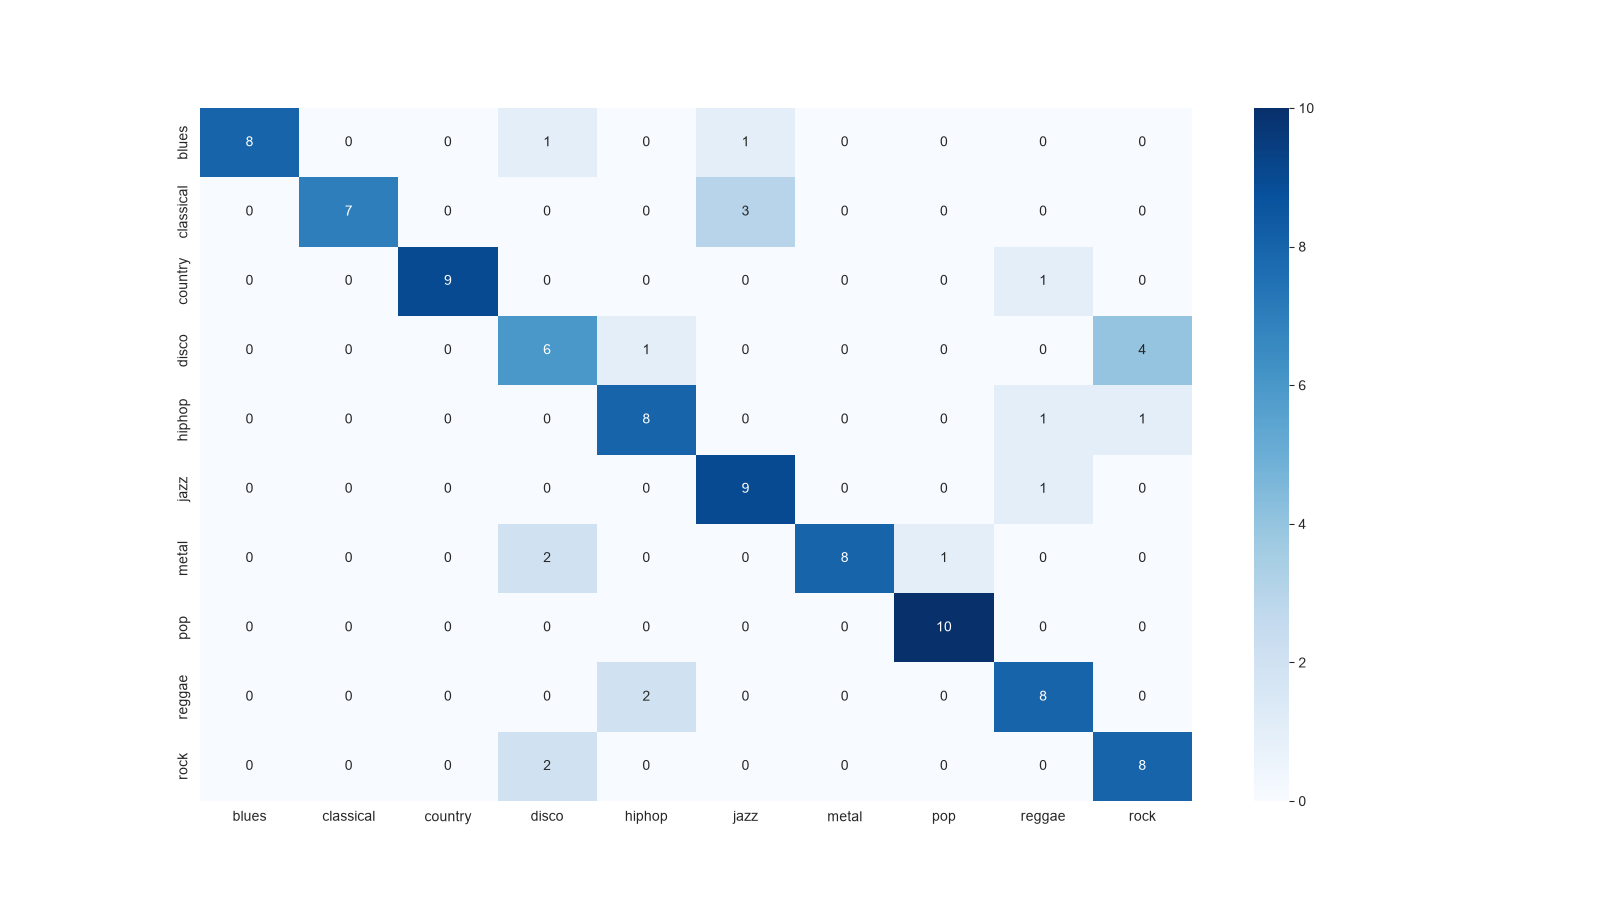 blues 8 0 0 1 0 1 0 0 0 0
classical 0 7 0 0 0 3 0 0 0 0
country 0 0 9 0 0 0 0 0 1 0
disco 0 0 0 6 1 0 0 0 0 4
hiphop 0 0 0 0 8 0 0 0 1 1
jazz 0 0 0 0 0 9 0 0 1 0
metal 0 0 0 2 0 0 8 1 0 0
pop 0 0 0 0 0 0 0 10 0 0
reggae 0 0 0 0 2 0 0 0 8 0
rock 0 0 0 2 0 0 0 0 0 8
blues classical country disco hiphop jazz metal pop reggae rock
10
8
6
4
2
0